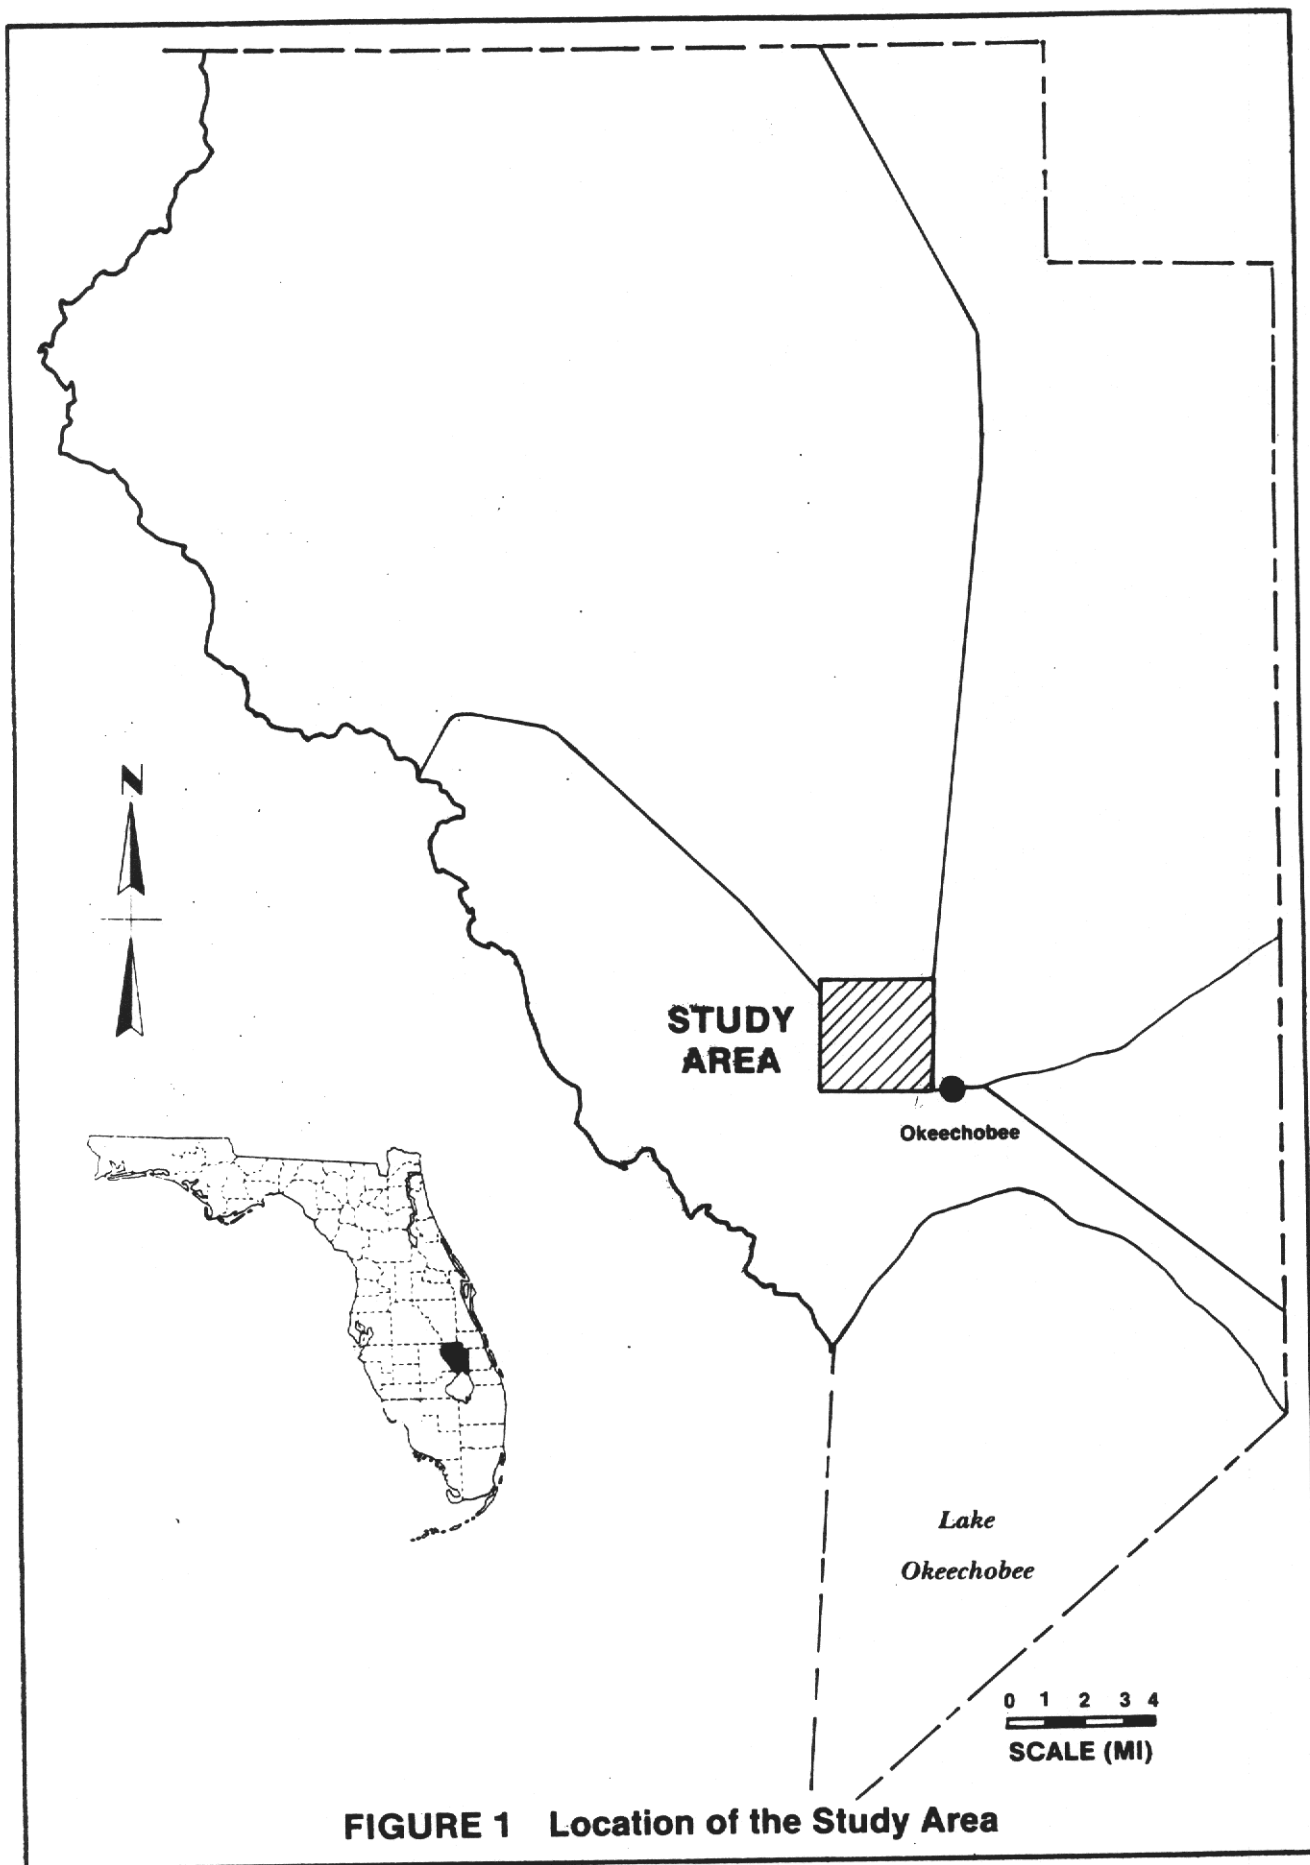 N
STUDY
AREA
Okeechobee
Lake
Okeechobee
0 1 2 3 4
SCALE (MI)
FIGURE 1 Location of the Study Area